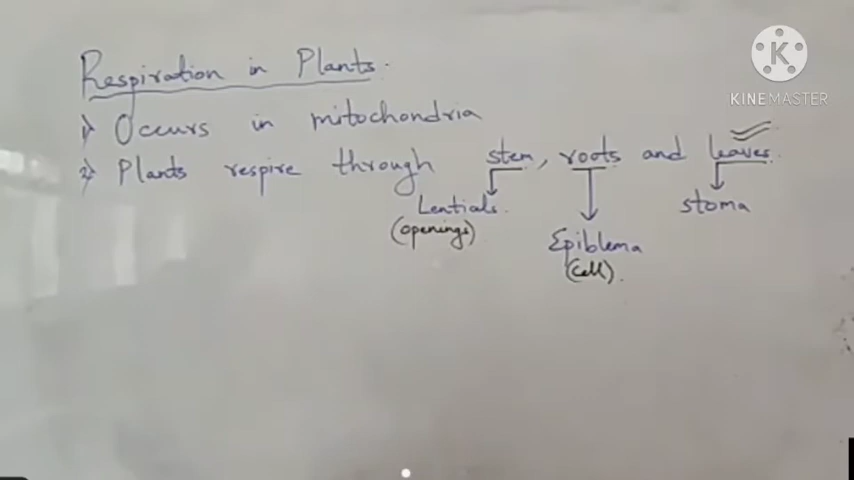 Respiration in Plants.
1) Occurs in mitochondria
2) Plants respire through stem, roots and leaves.
Lentials. stoma
(openings) Epiblema
(cell).
K
KINEMASTER